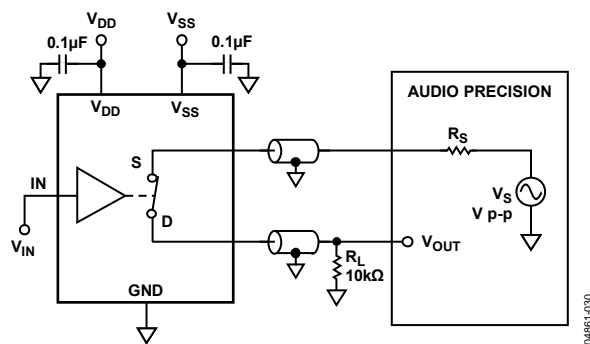 VDD
VSS
0.1µF
0.1µF
VDD
VSS
AUDIO PRECISION
RS
S
IN
VS
V p-p
D
VIN
VOUT
RL
10kΩ
GND
04861-030